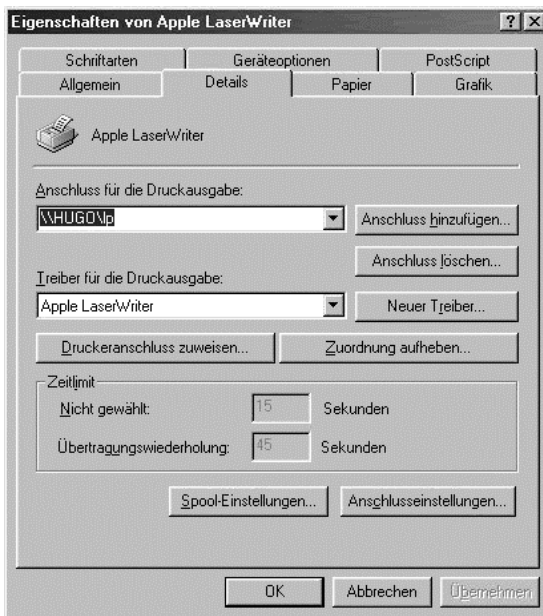 Eigenschaften von Apple LaserWriter
Schriftarten Geräteoptionen PostScript
Allgemein Details Papier Grafik
Apple LaserWriter
Anschluss für die Druckausgabe:
\\HUGO\lp Anschluss hinzufügen...
Anschluss löschen...
Treiber für die Druckausgabe:
Apple LaserWriter Neuer Treiber...
Druckeranschluss zuweisen... Zuordnung aufheben...
Zeitlimit
Nicht gewählt: 15 Sekunden
Übertragungswiederholung: 45 Sekunden
Spool-Einstellungen... Anschlusseinstellungen...
OK Abbrechen Übernehmen